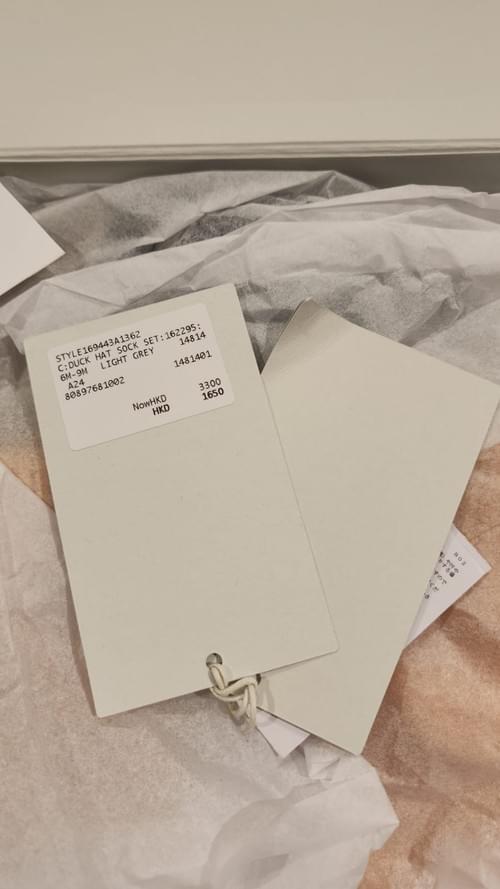 STYLE169443A1362
C:DUCK HAT SOCK SET:162295:
6M-9M LIGHT GREY 14814
A24 1481401
80897681002
3300
NowHKD 1650
HKD